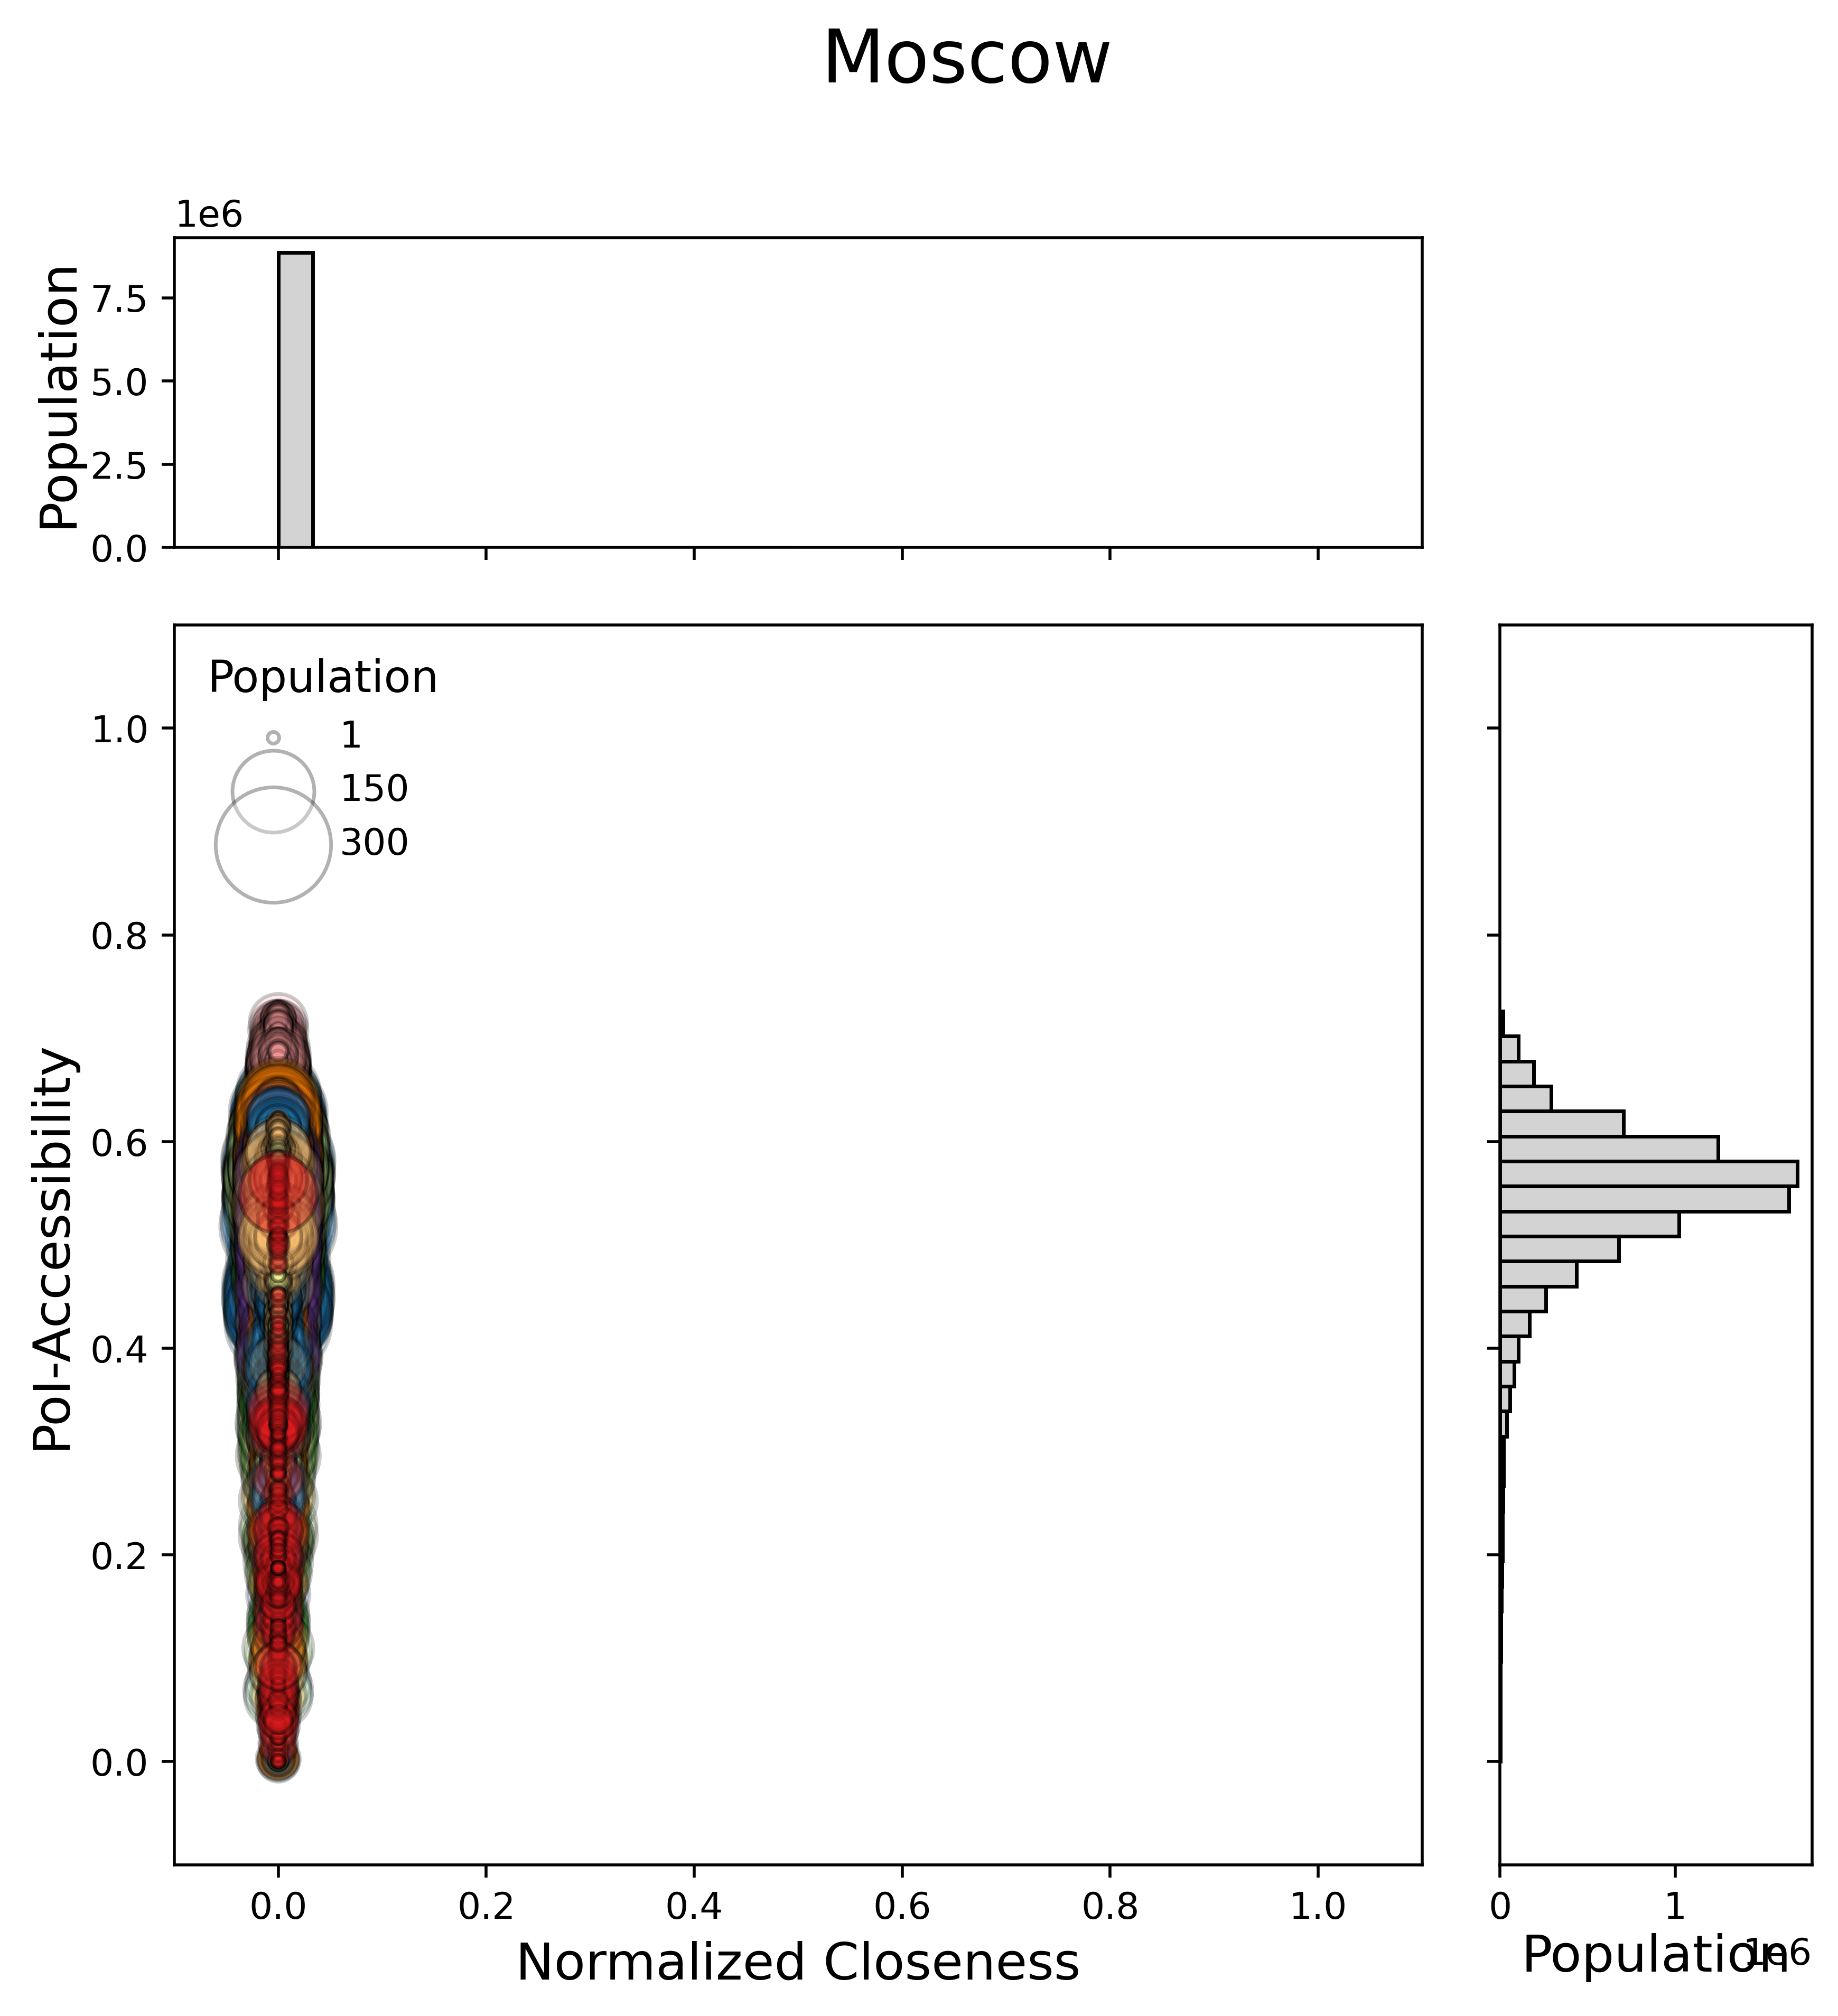 Moscow
1e6
Population
7.5
5.0
2.5
0.0
Population
1
150
300
Pol-Accessibility
1.0
0.8
0.6
0.4
0.2
0.0
0.0 0.2 0.4 0.6 0.8 1.0
Normalized Closeness
0 1
Population
1e6